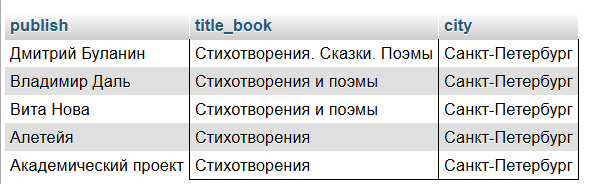 publish title_book city
Дмитрий Буланин Стихотворения. Сказки. Поэмы Санкт-Петербург
Владимир Даль Стихотворения и поэмы Санкт-Петербург
Вита Нова Стихотворения и поэмы Санкт-Петербург
Алетейя Стихотворения Санкт-Петербург
Академический проект Стихотворения Санкт-Петербург